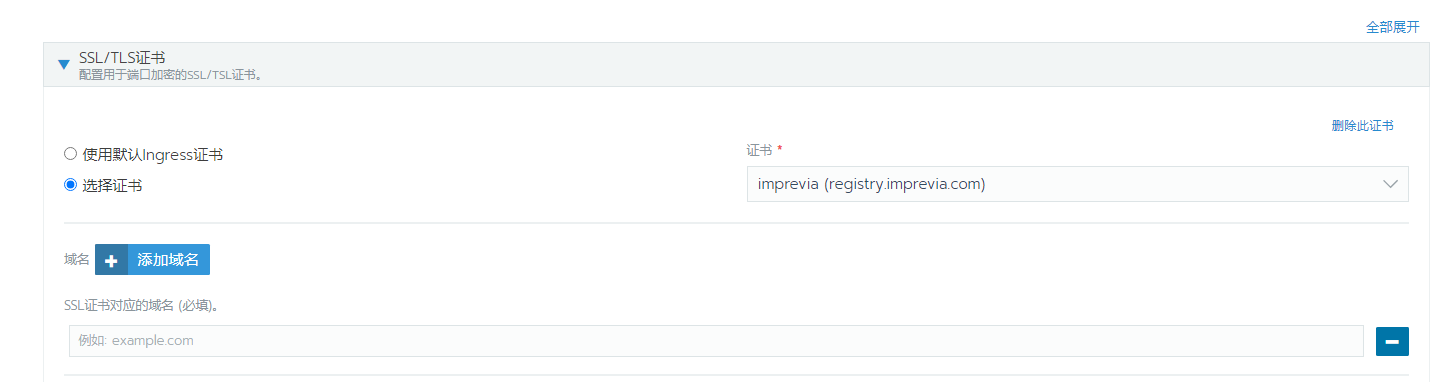 全部展开
SSL/TLS证书
配置用于端口加密的SSL/TSL证书。
删除此证书
使用默认Ingress证书
证书 *
选择证书
imprevia (registry.imprevia.com)
域名 添加域名
SSL证书对应的域名 (必填)。
例如: example.com